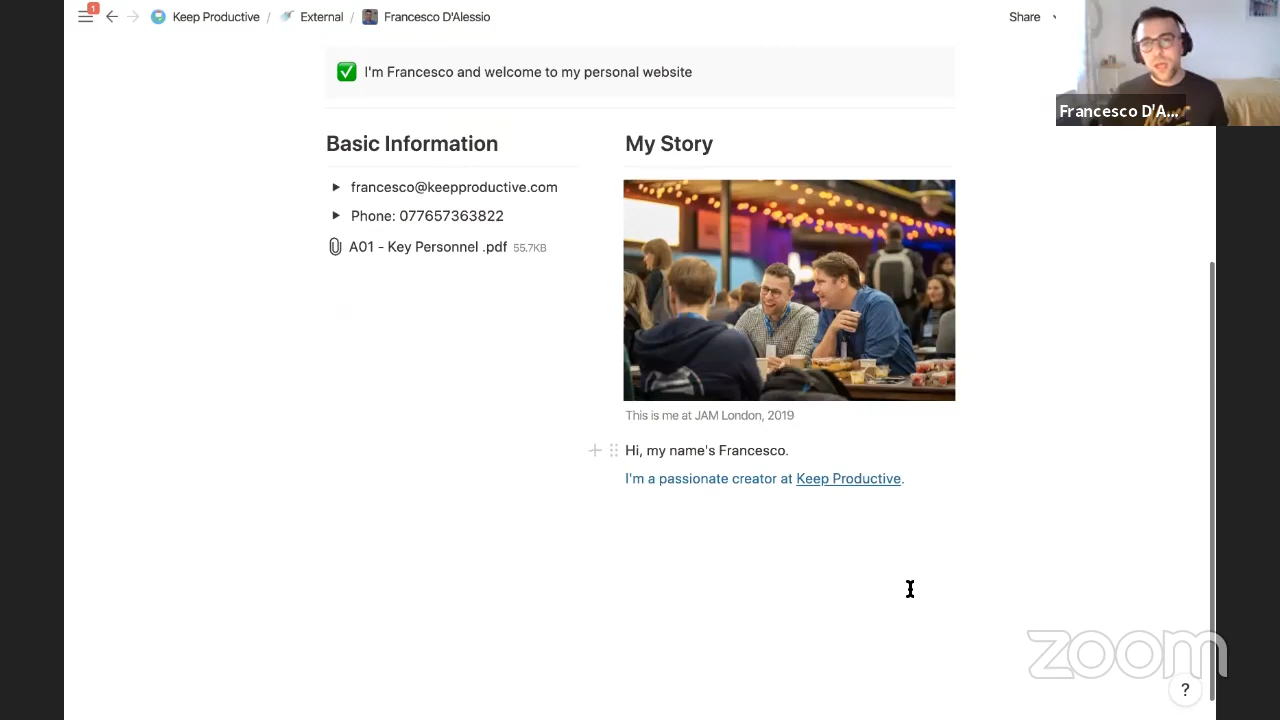 1
Keep Productive / External / Francesco D'Alessio
Share
Francesco D'A...
I'm Francesco and welcome to my personal website
Basic Information
francesco@keepproductive.com
Phone: 077657363822
A01 - Key Personnel .pdf 55.7KB
My Story
This is me at JAM London, 2019
Hi, my name's Francesco.
I'm a passionate creator at Keep Productive.
zoom
?